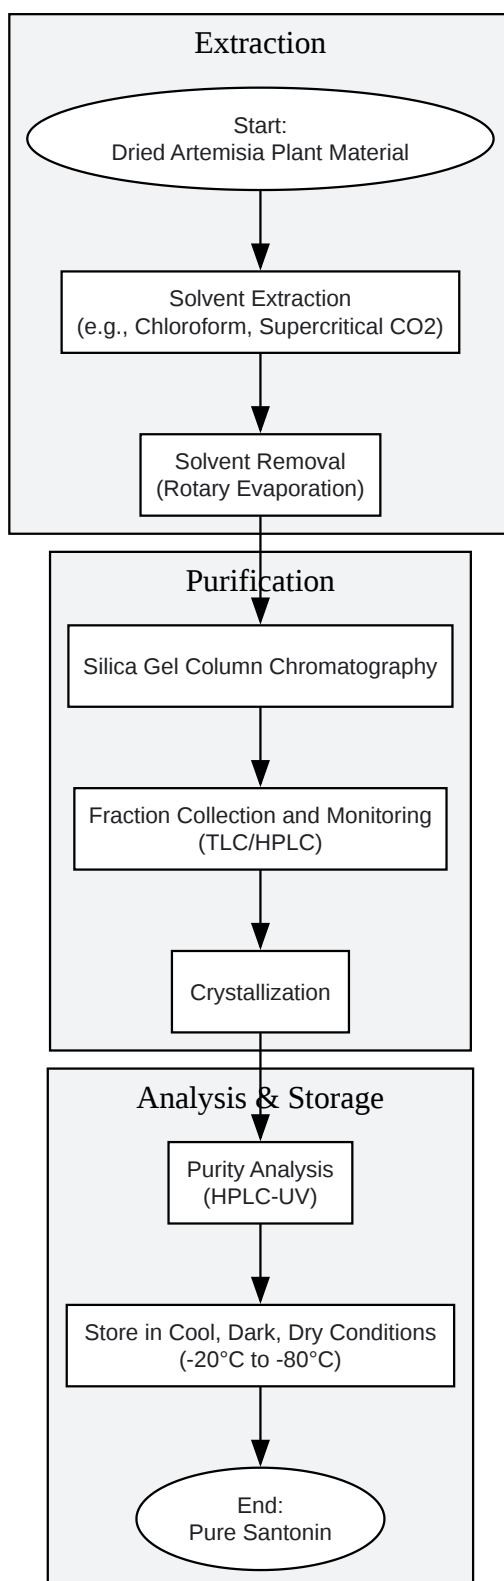 Extraction
Start:
Dried Artemisia Plant Material
Solvent Extraction
(e.g., Chloroform, Supercritical CO2)
Solvent Removal
(Rotary Evaporation)
Purification
Silica Gel Column Chromatography
Fraction Collection and Monitoring
(TLC/HPLC)
Crystallization
Analysis & Storage
Purity Analysis
(HPLC-UV)
Store in Cool, Dark, Dry Conditions
(-20°C to -80°C)
End:
Pure Santonin